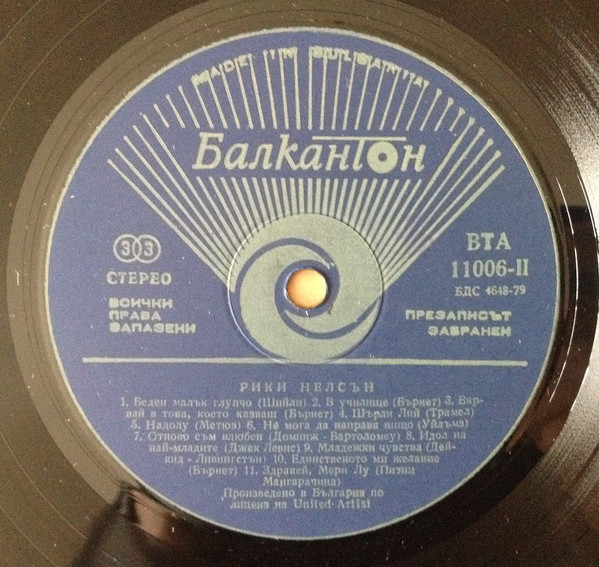 MADE IN BULGARIA
Балкантон
33
СТЕРЕО
ВСИЧКИ
ПРАВА
ЗАПАЗЕНИ
ВТА
11006-II
БДС 4648-79
ПРЕЗАПИСЪТ
ЗАБРАНЕН
РИКИ НЕЛСЪН
1. Беден малък глупчо (Шийли) 2. В училище (Бърнет) 3. Вяр-
вай в това, което казваш (Бърнет) 4. Шърли Лий (Трамел)
5. Надолу (Метюз) 6. Не мога да направя нищо (Уйлъмз)
7. Отново съм влюбен (Домино - Бартоломеу) 8. Идол на
най-младите (Джек Левис) 9. Младежки чувства (Дей-
вид - Ливингстън) 10. Единственото ми желание
(Бърнет) 11. Здравей, Мери Лу (Питни
Мангарачина)
Произведено в България по
лиценз на United-Artist